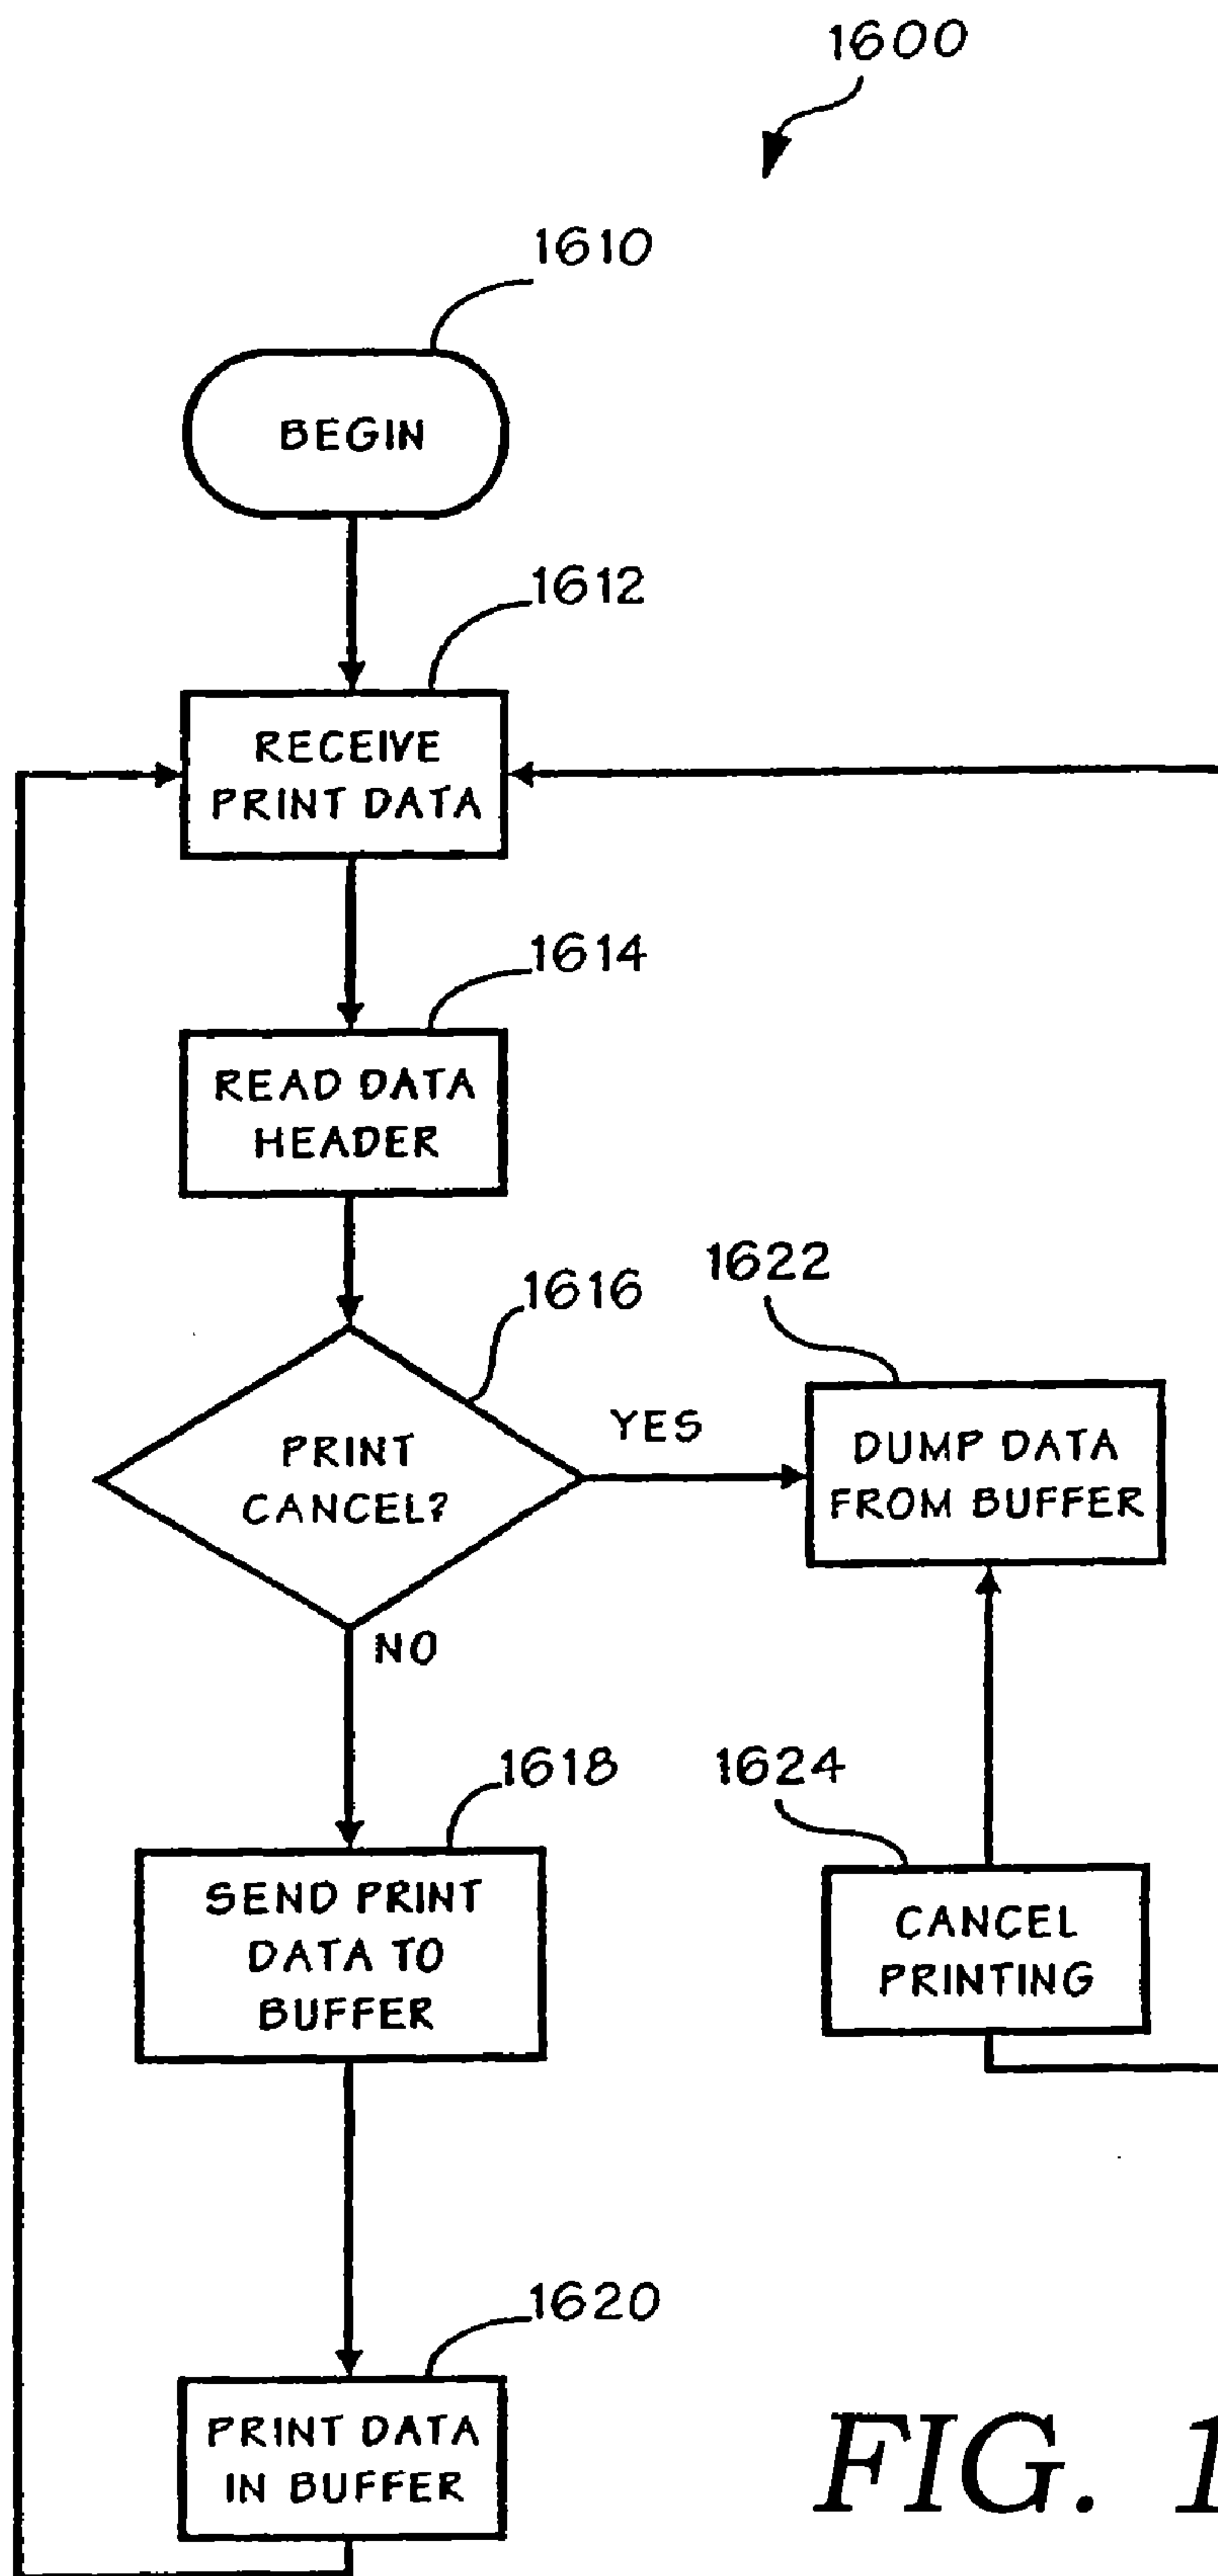 1600
1610
BEGIN
1612
RECEIVE
PRINT DATA
1614
READ DATA
HEADER
1616
PRINT
CANCEL?
YES
NO
1622
DUMP DATA
FROM BUFFER
1618
SEND PRINT
DATA TO
BUFFER
1624
CANCEL
PRINTING
1620
PRINT DATA
IN BUFFER
FIG. 1